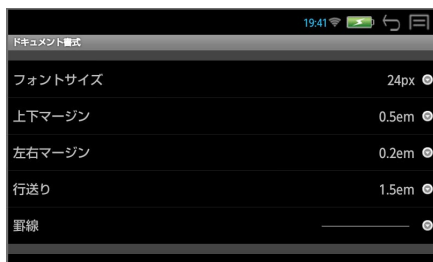 19:41
ドキュメント書式
フォントサイズ 24px
上下マージン 0.5em
左右マージン 0.2em
行送り 1.5em
罫線